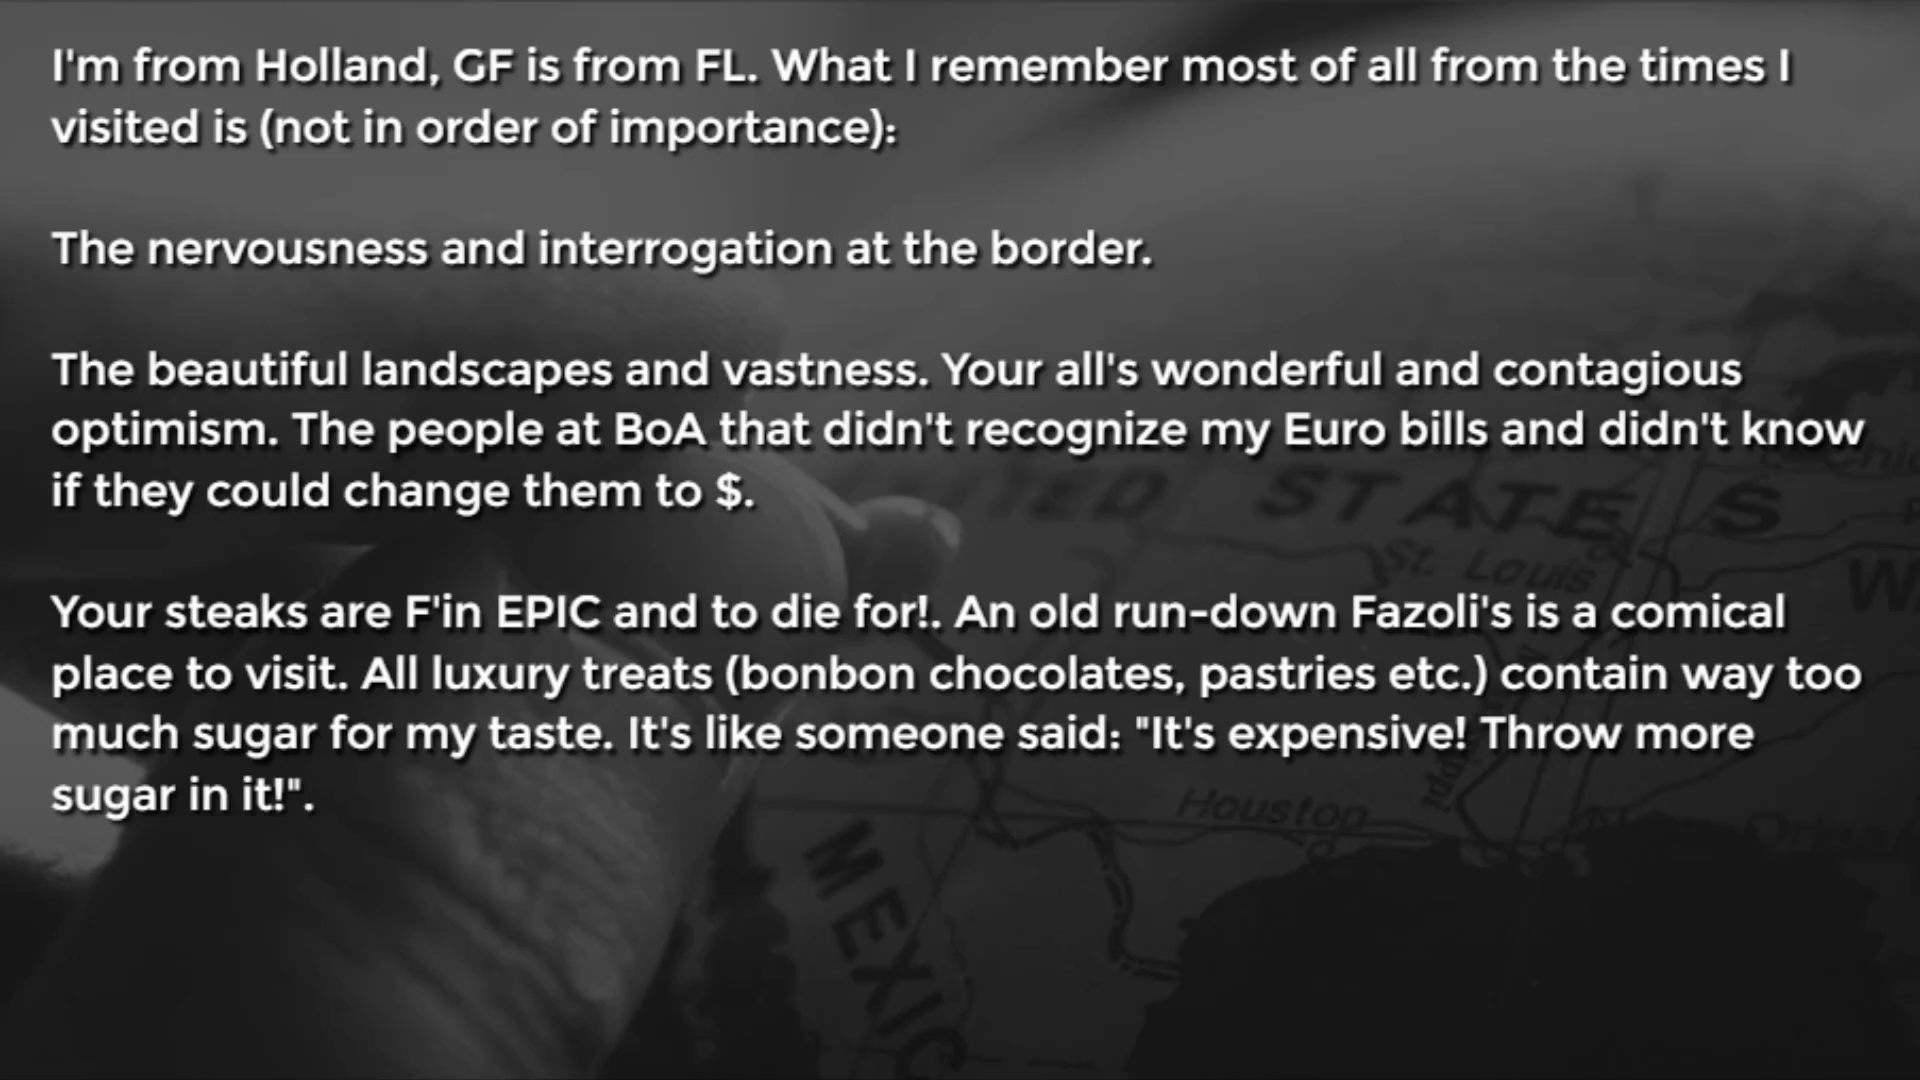 I'm from Holland, GF is from FL. What I remember most of all from the times I
visited is (not in order of importance):
The nervousness and interrogation at the border.
The beautiful landscapes and vastness. Your all's wonderful and contagious
optimism. The people at BoA that didn't recognize my Euro bills and didn't know
if they could change them to $.
Your steaks are F'in EPIC and to die for!. An old run-down Fazoli's is a comical
place to visit. All luxury treats (bonbon chocolates, pastries etc.) contain way too
much sugar for my taste. It's like someone said: "It's expensive! Throw more
sugar in it!".
STATES
St. Louis
Houston
MEXIC